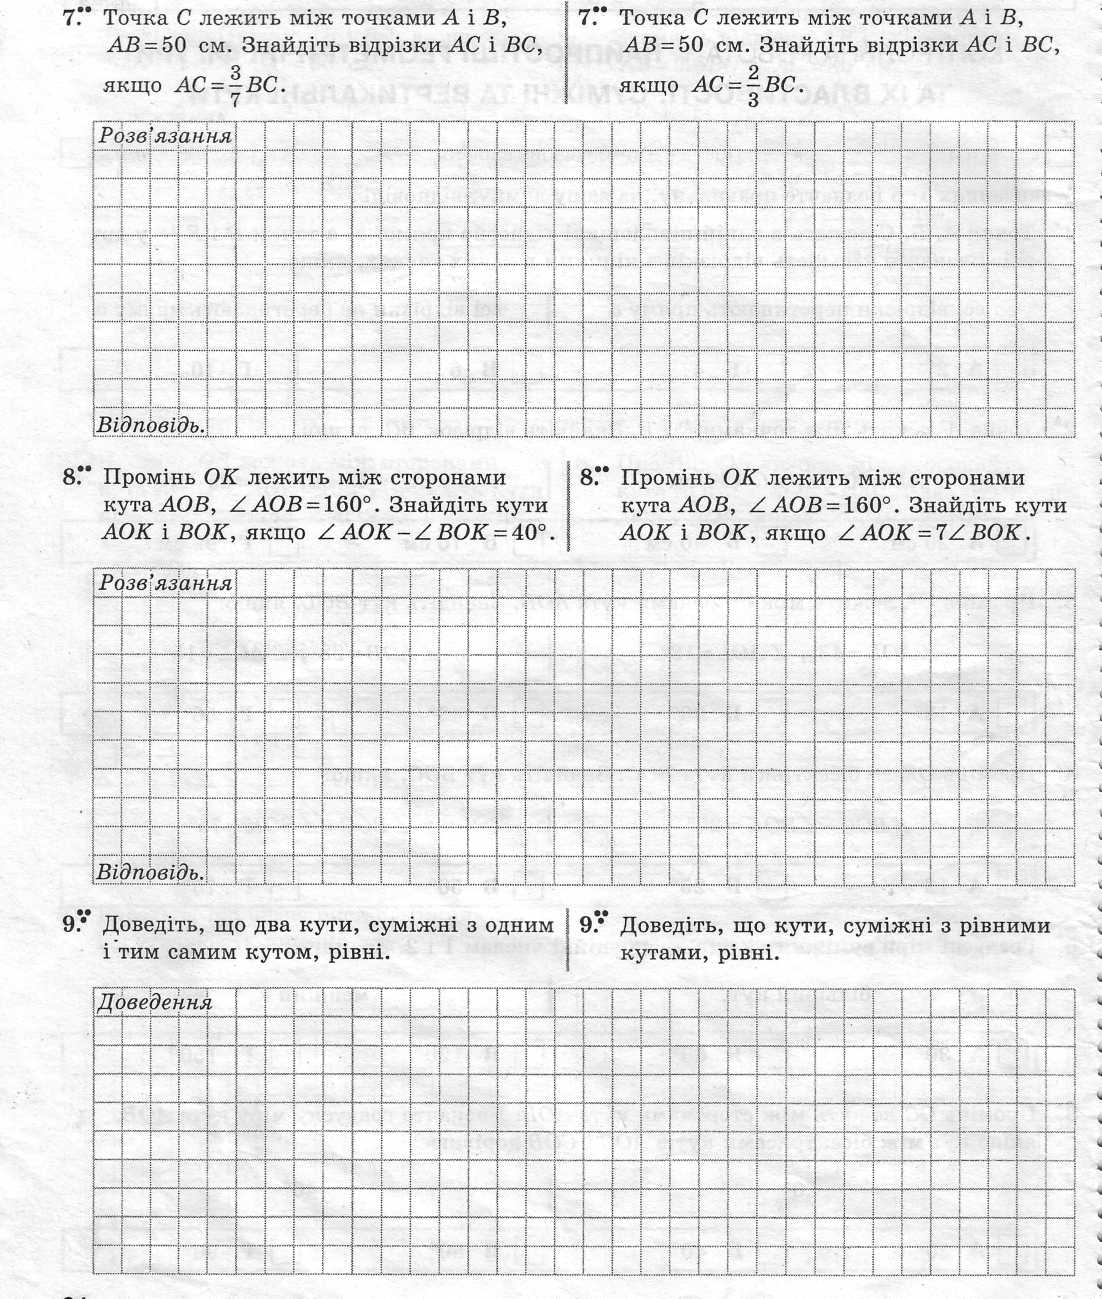 7.•• Точка C лежить між точками A і B,
AB=50 см. Знайдіть відрізки AC і BC,
якщо AC=3/7 BC.
7.•• Точка C лежить між точками A і B,
AB=50 см. Знайдіть відрізки AC і BC,
якщо AC=2/3 BC.
Розв’язання
Відповідь.
8.•• Промінь OK лежить між сторонами
кута AOB, ∠AOB=160°. Знайдіть кути
AOK і BOK, якщо ∠AOK−∠BOK=40°.
8.•• Промінь OK лежить між сторонами
кута AOB, ∠AOB=160°. Знайдіть кути
AOK і BOK, якщо ∠AOK=7∠BOK.
Розв’язання
Відповідь.
9.••• Доведіть, що два кути, суміжні з одним
і тим самим кутом, рівні.
9.••• Доведіть, що кути, суміжні з рівними
кутами, рівні.
Доведення